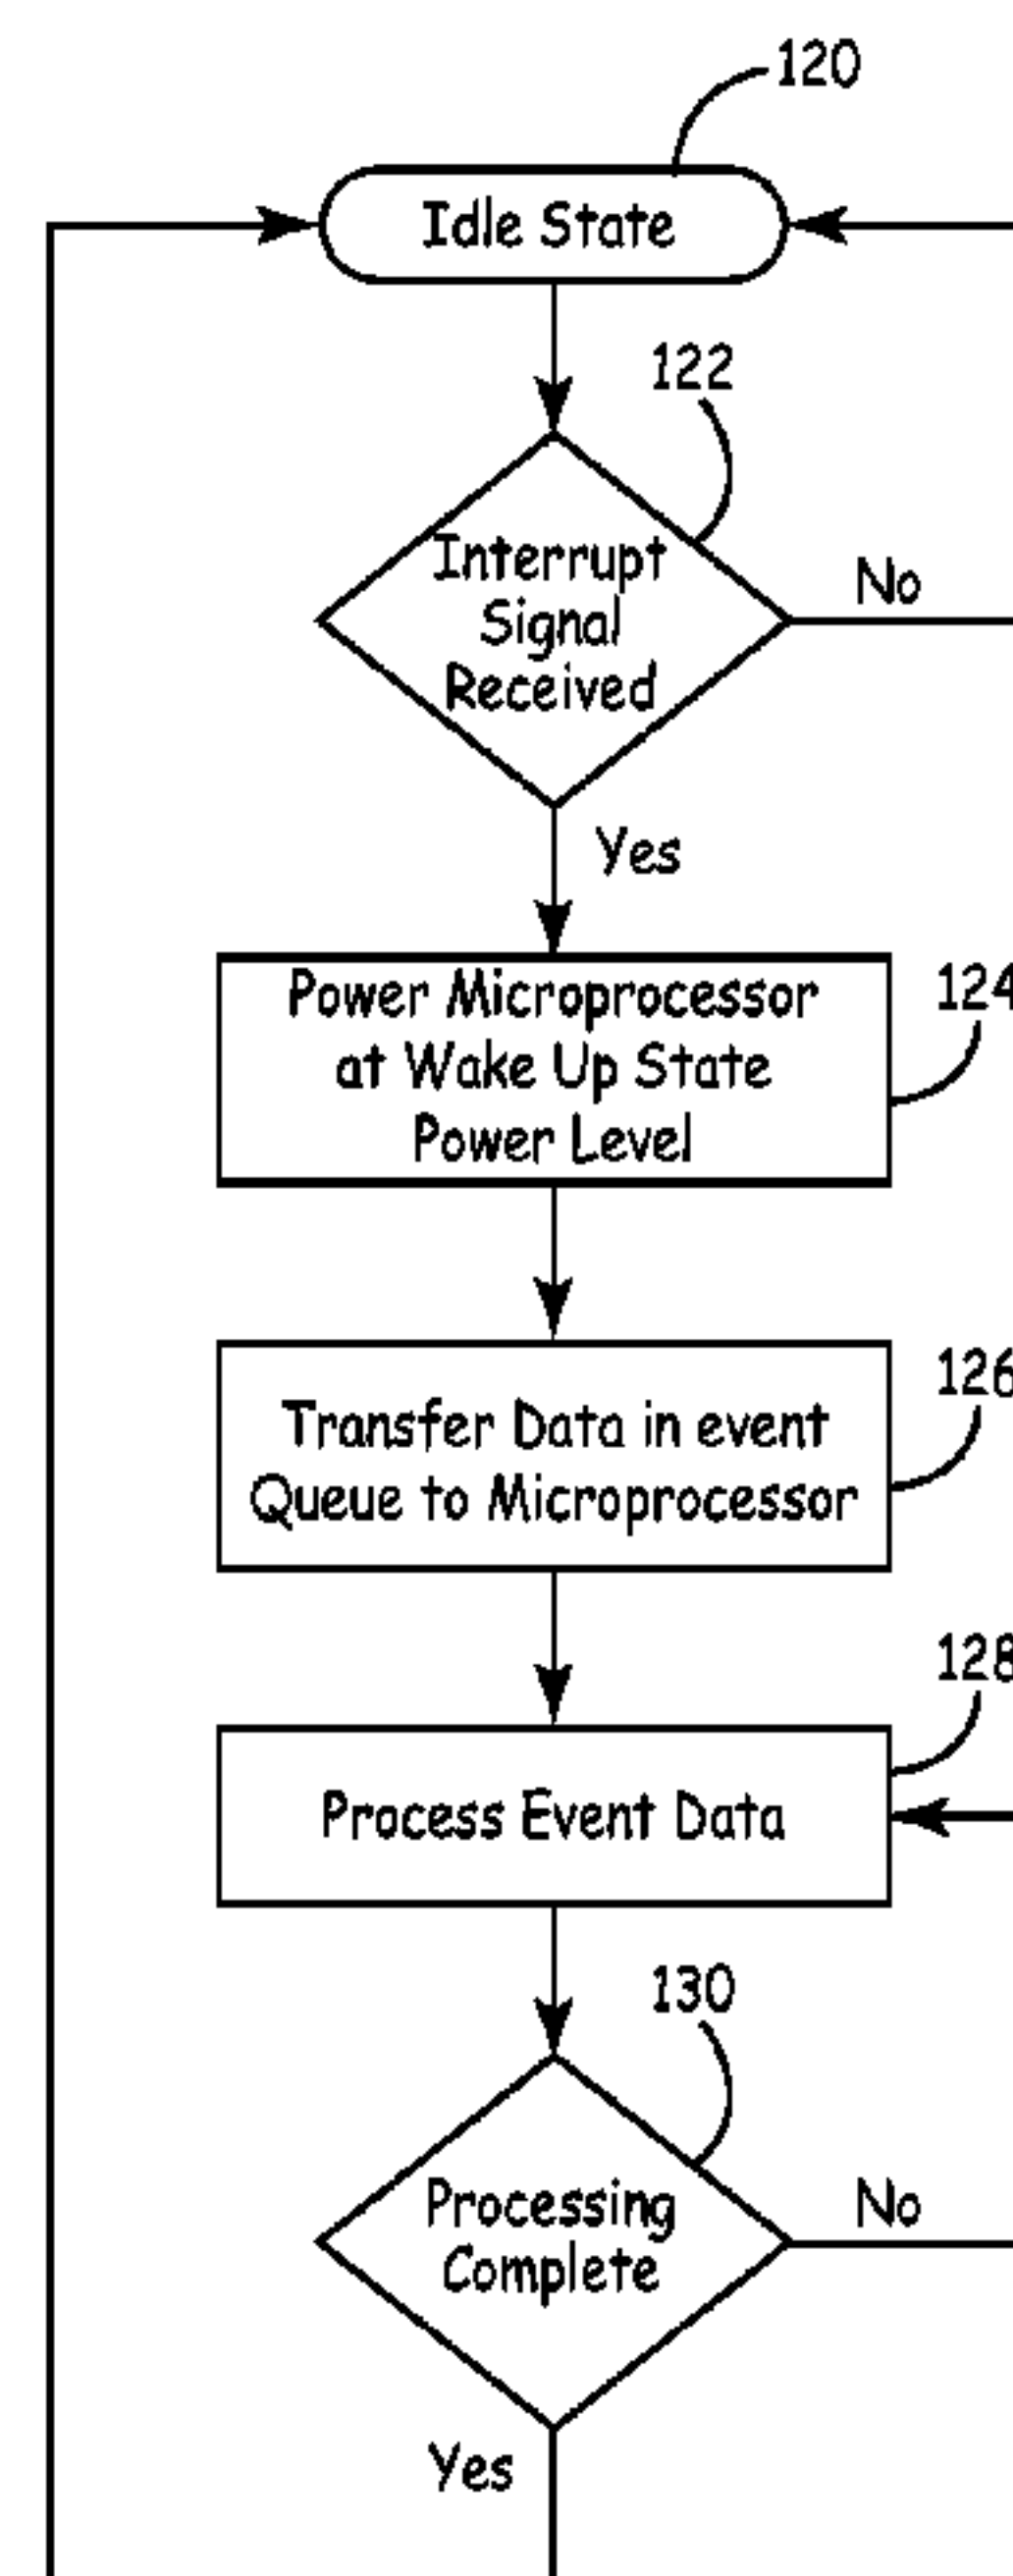 120
Idle State
122
Interrupt
Signal
Received
No
Yes
Power Microprocessor
at Wake Up State
Power Level
124
Transfer Data in event
Queue to Microprocessor
126
128
Process Event Data
130
Processing
Complete
No
Yes